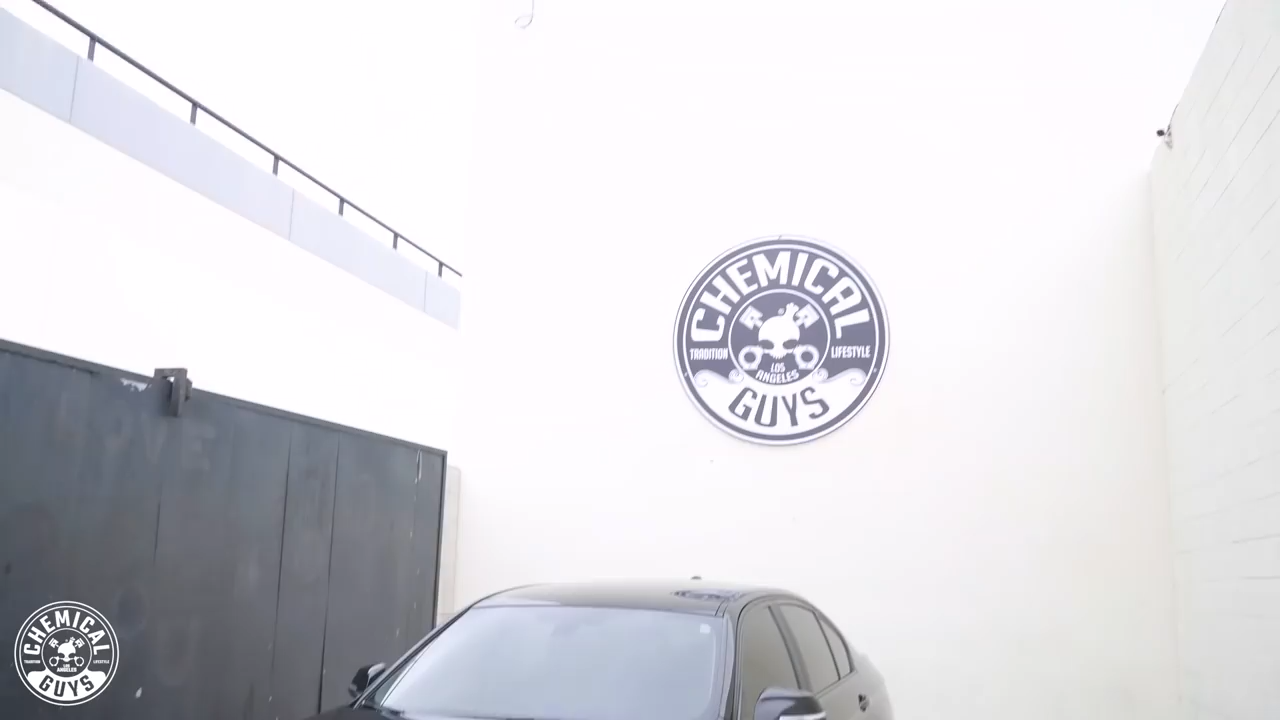 CHEMICAL
TRADITION
LIFESTYLE
LOS
ANGELES
GUYS
CHEMICAL
TRADITION
LIFESTYLE
LOS
ANGELES
GUYS